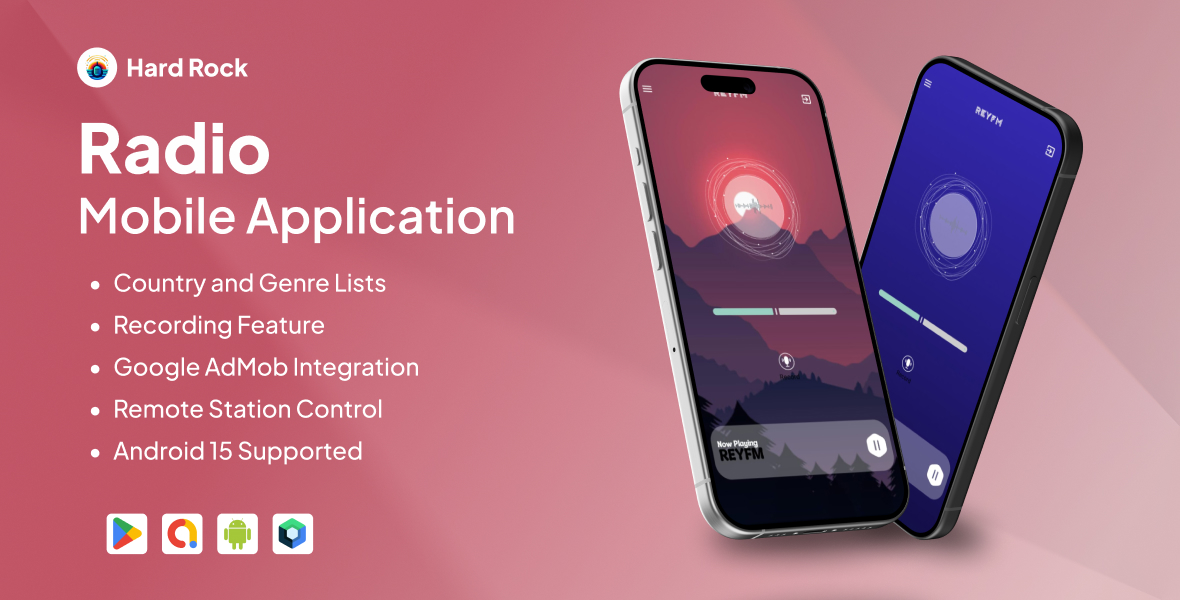 Hard Rock
Radio
Mobile Application
Country and Genre Lists
Recording Feature
Google AdMob Integration
Remote Station Control
Android 15 Supported
REYFM
REYFM
Now Playing
REYFM